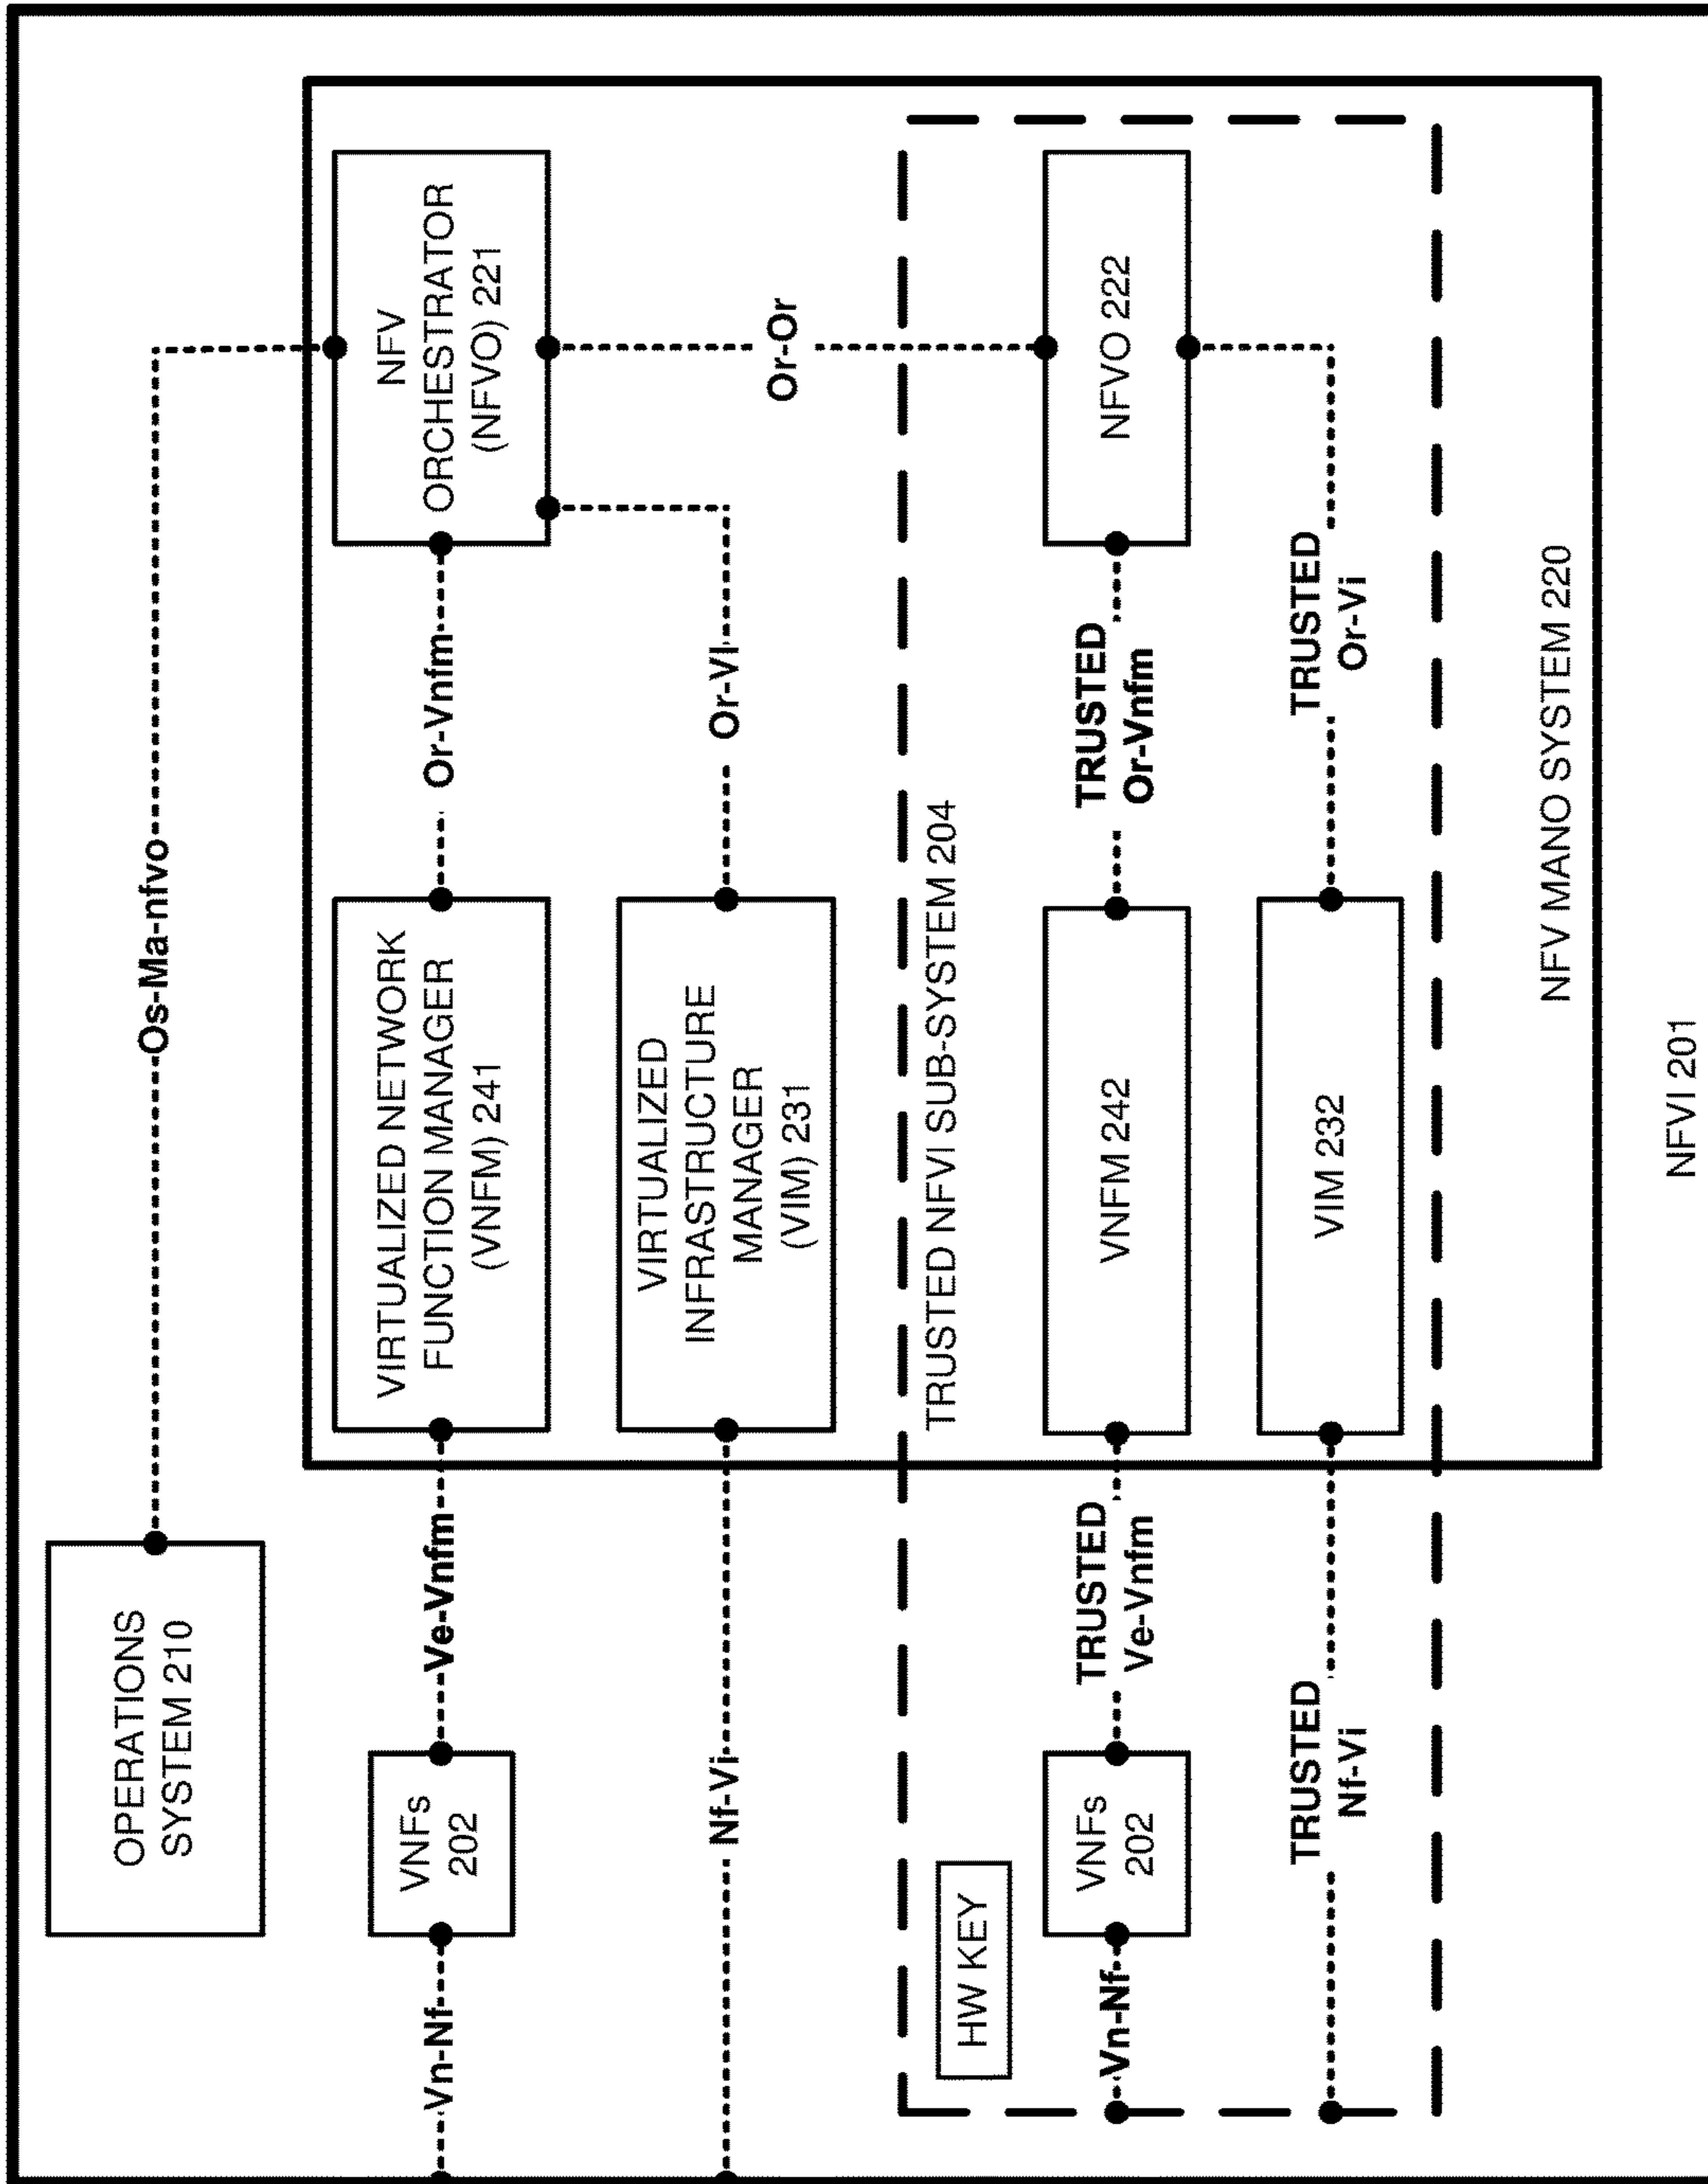 OPERATIONS
SYSTEM 210
Os-Ma-nfvo
Vn-Nf
VNFs
202
Ve-Vnfm
VIRTUALIZED NETWORK
FUNCTION MANAGER
(VNFM) 241
Or-Vnfm
NFV
ORCHESTRATOR
(NFVO) 221
Nf-Vi
VIRTUALIZED
INFRASTRUCTURE
MANAGER
(VIM) 231
Or-Vi
Or-Or
TRUSTED NFVI SUB-SYSTEM 204
HW KEY
Vn-Nf
VNFs
202
TRUSTED
Ve-Vnfm
VNFM 242
TRUSTED
Or-Vnfm
NFVO 222
TRUSTED
Nf-Vi
VIM 232
TRUSTED
Or-Vi
NFV MANO SYSTEM 220
NFVI 201